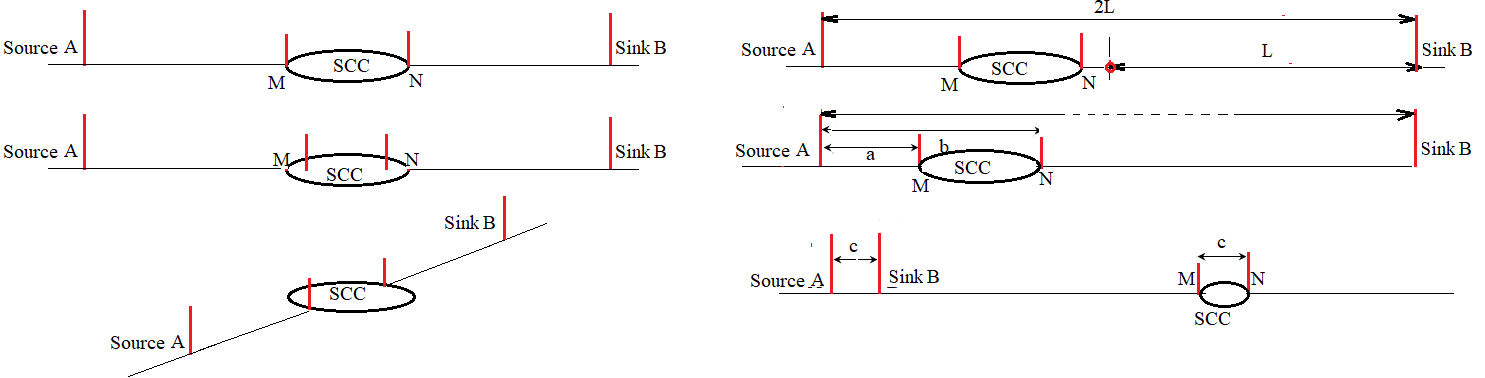 Source A SCC Sink B
M N
Source A M SCC N Sink B
Sink B
SCC
Source A
2L
Source A SCC L Sink B
M N
Source A a b Sink B
SCC
M N
c c
Source A Sink B M N
SCC